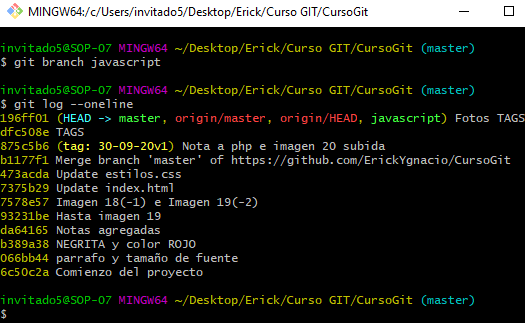 MINGW64:/c/Users/invitado5/Desktop/Erick/Curso GIT/CursoGit
invitado5@SOP-07 MINGW64 ~/Desktop/Erick/Curso GIT/CursoGit (master)
$ git branch javascript
invitado5@SOP-07 MINGW64 ~/Desktop/Erick/Curso GIT/CursoGit (master)
$ git log --oneline
196ff01 (HEAD -> master, origin/master, origin/HEAD, javascript) Fotos TAGS
dfc508e TAGS
875c5b6 (tag: 30-09-20v1) Nota a php e imagen 20 subida
b1177f1 Merge branch 'master' of https://github.com/ErickYgnacio/CursoGit
473acda Update estilos.css
7375b29 Update index.html
7578e57 Imagen 18(-1) e Imagen 19(-2)
93231be Hasta imagen 19
da64165 Notas agregadas
b389a38 NEGRITA y color ROJO
066bb44 parrafo y tamaño de fuente
6c50c2a Comienzo del proyecto
invitado5@SOP-07 MINGW64 ~/Desktop/Erick/Curso GIT/CursoGit (master)
$